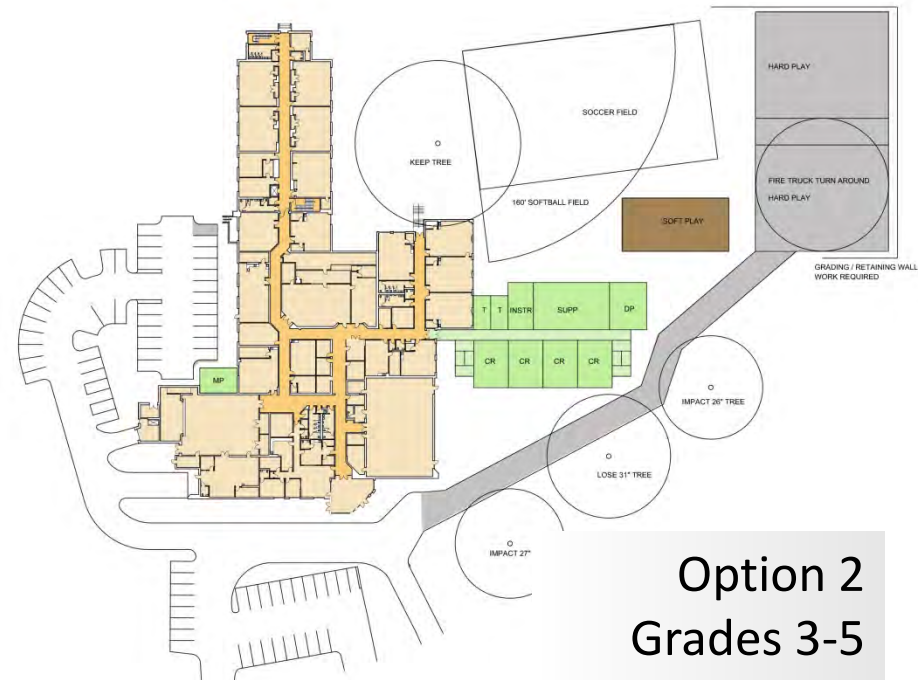 HARD PLAY
SOCCER FIELD
KEEP TREE
FIRE TRUCK TURN AROUND
HARD PLAY
160' SOFTBALL FIELD
SOFT PLAY
GRADING / RETAINING WALL
WORK REQUIRED
T T INSTR SUPP DP
CR CR CR CR
MP
IMPACT 26" TREE
LOSE 31" TREE
IMPACT 27"
Option 2
Grades 3-5